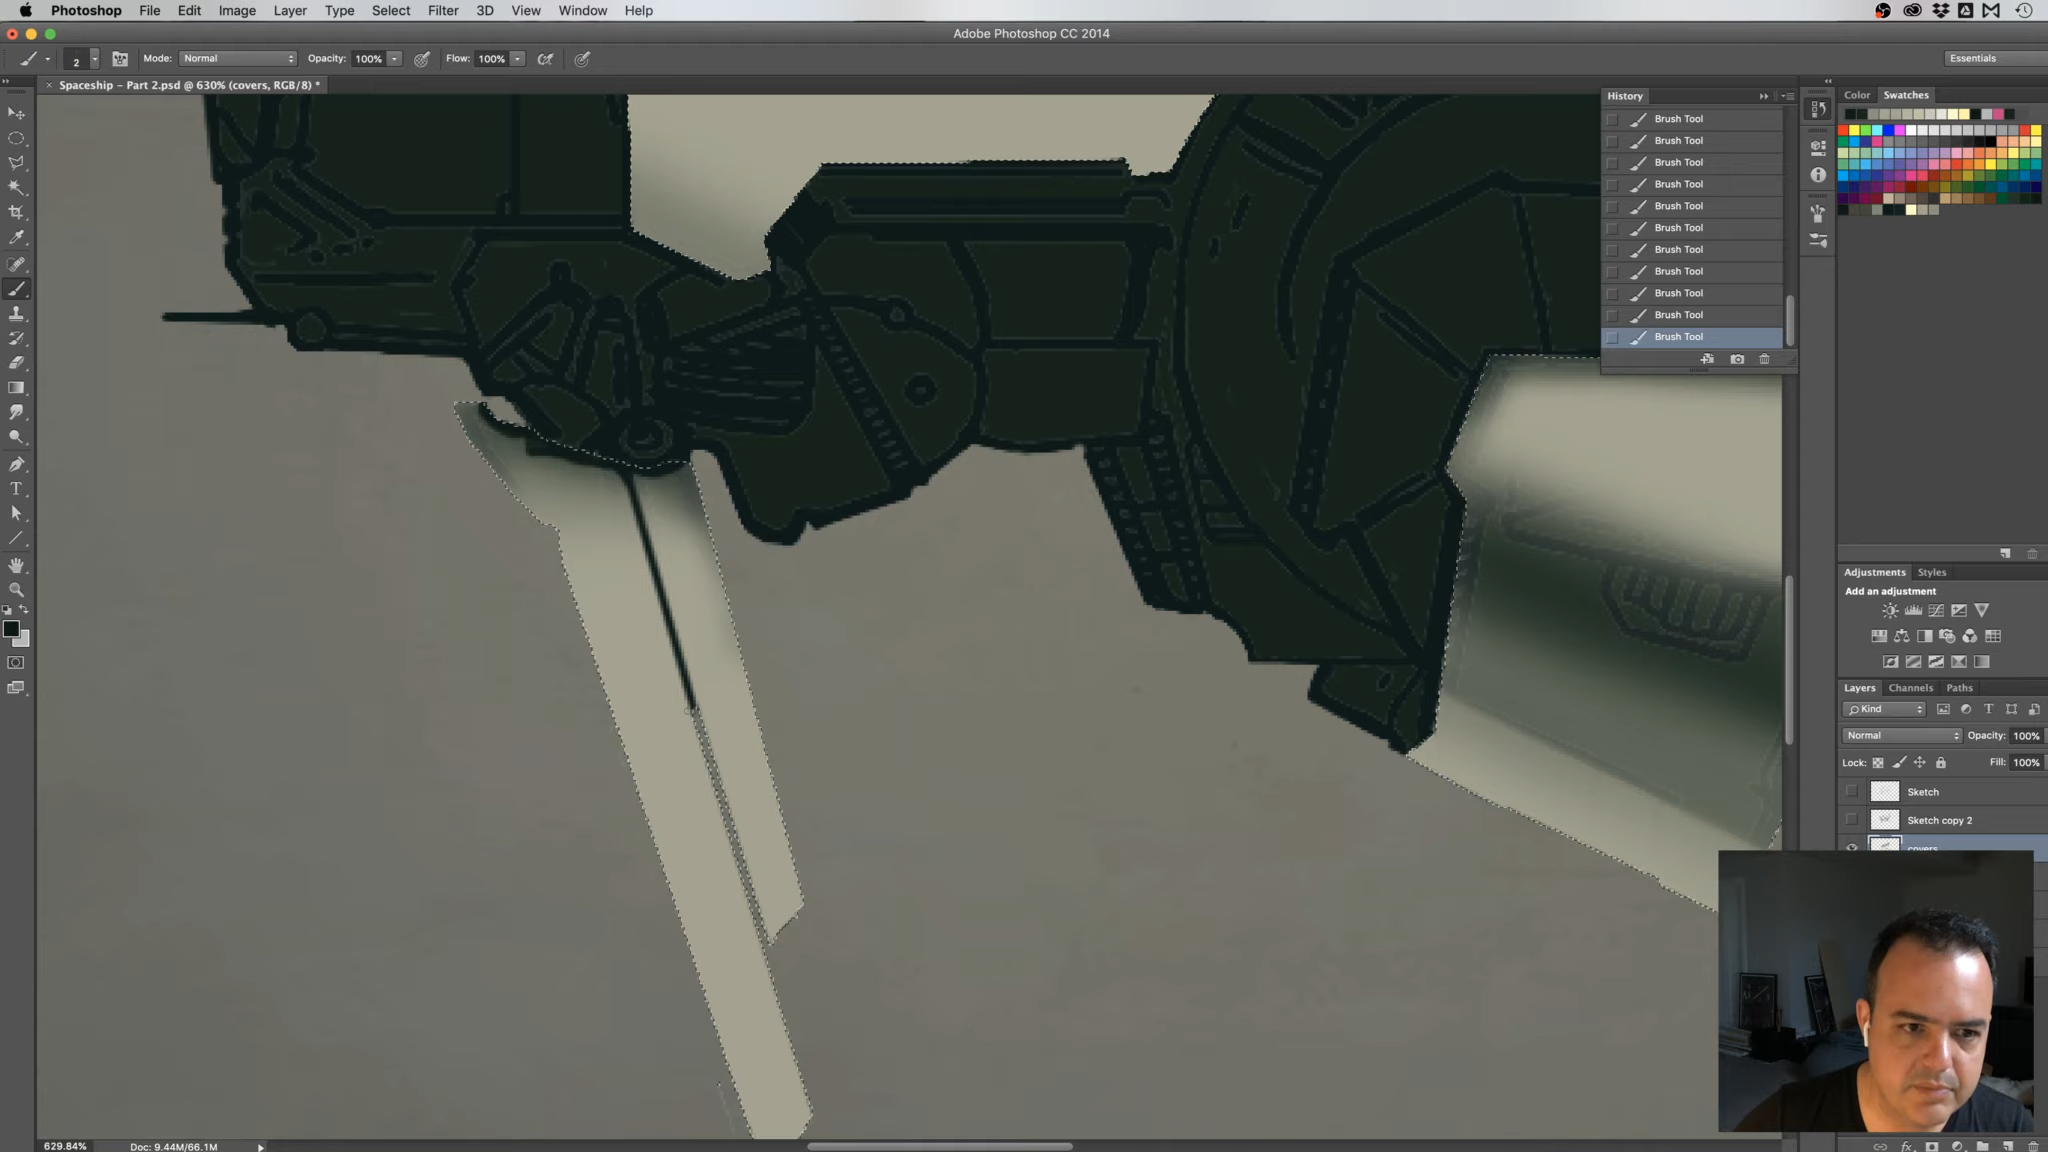 Photoshop File Edit Image Layer Type Select Filter 3D View Window Help
Adobe Photoshop CC 2014
2 Mode: Normal Opacity: 100% Flow: 100% Essentials
× Spaceship – Part 2.psd @ 630% (covers, RGB/8) *
History
Color Swatches
Brush Tool
Brush Tool
Brush Tool
Brush Tool
Brush Tool
Brush Tool
Brush Tool
Brush Tool
Brush Tool
Brush Tool
Brush Tool
Adjustments Styles
Add an adjustment
Layers Channels Paths
Kind
Normal Opacity: 100%
Lock: Fill: 100%
Sketch
Sketch copy 2
covers
629.84% Doc: 9.44M/66.1M